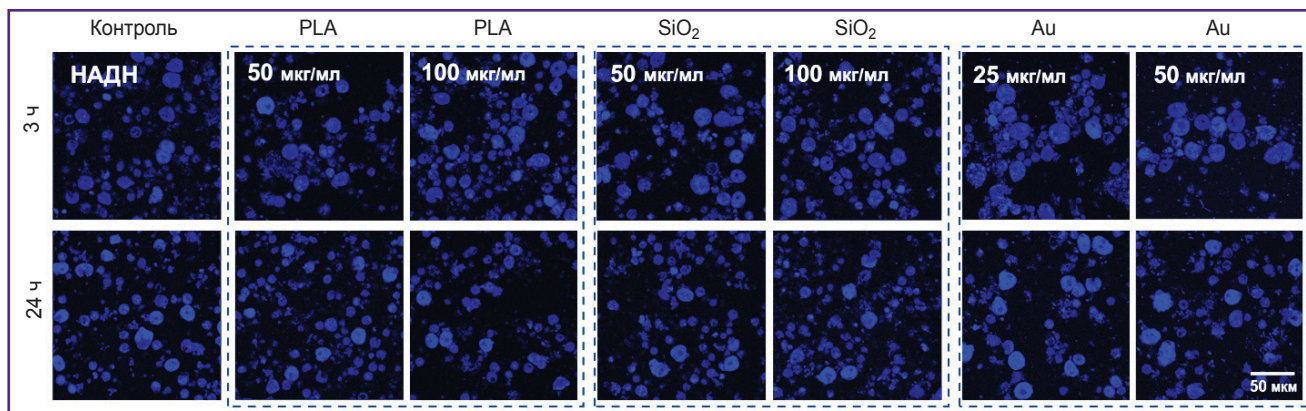 Контроль PLA PLA SiO₂ SiO₂ Au Au
3 ч НАДН 50 мкг/мл 100 мкг/мл 50 мкг/мл 100 мкг/мл 25 мкг/мл 50 мкг/мл
24 ч
50 мкм